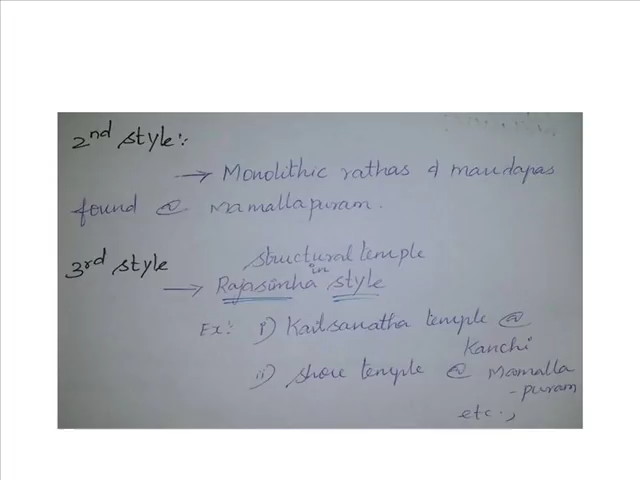 2nd style:-
→ Monolithic rathas & mandapas
found @ mamallapuram.
3rd style
structural temple
in
→ Rajasimha style
Ex:- i) Kailsanatha temple @
Kanchi
ii) shore temple @ Mamalla
-puram
etc.,